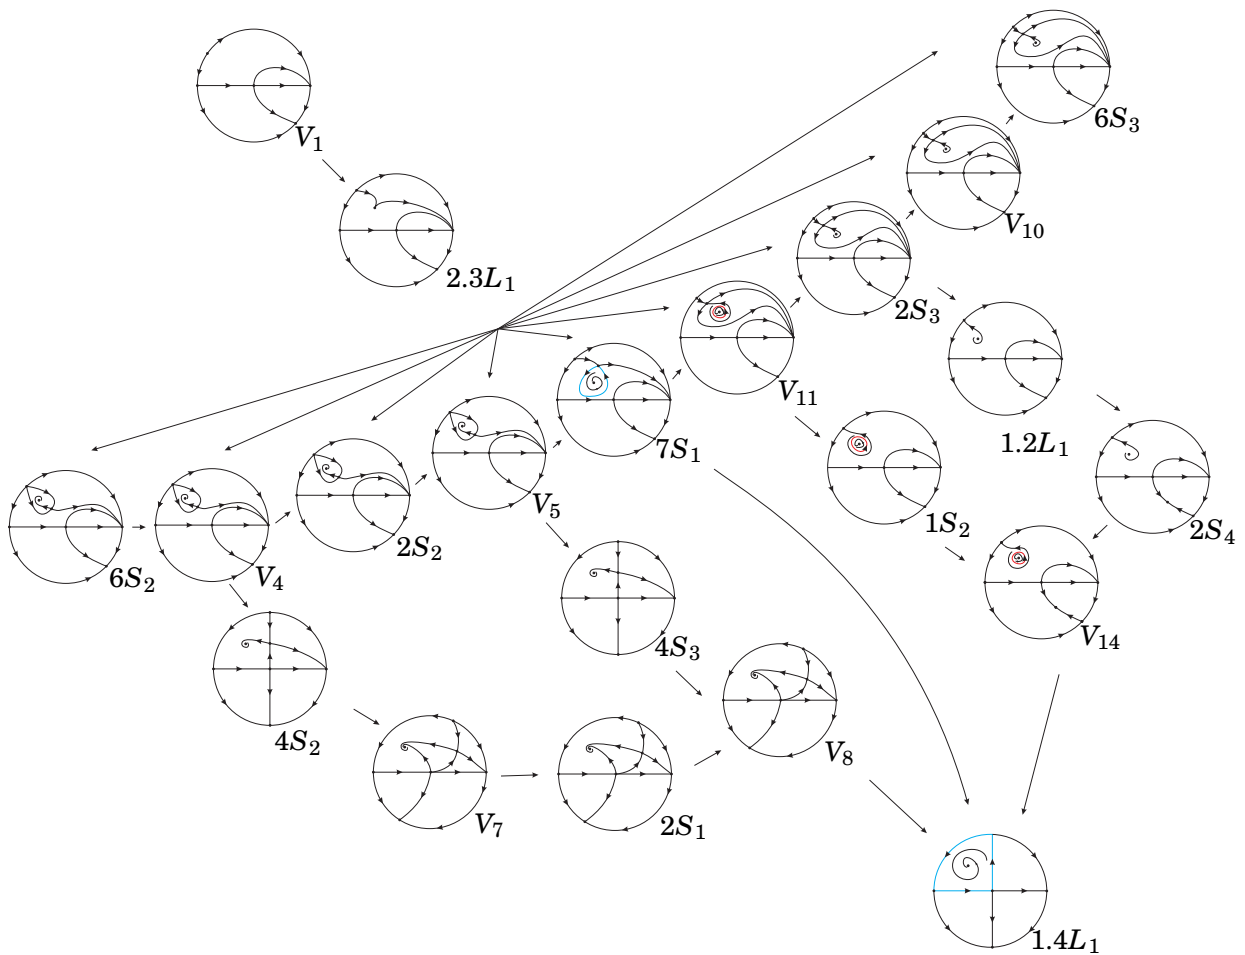 6S₃
V₁
V₁₀
2.3L₁
2S₃
V₁₁
7S₁
1.2L₁
V₅
1S₂
2S₄
2S₂
6S₂
V₄
V₁₄
4S₃
4S₂
V₈
V₇
2S₁
1.4L₁